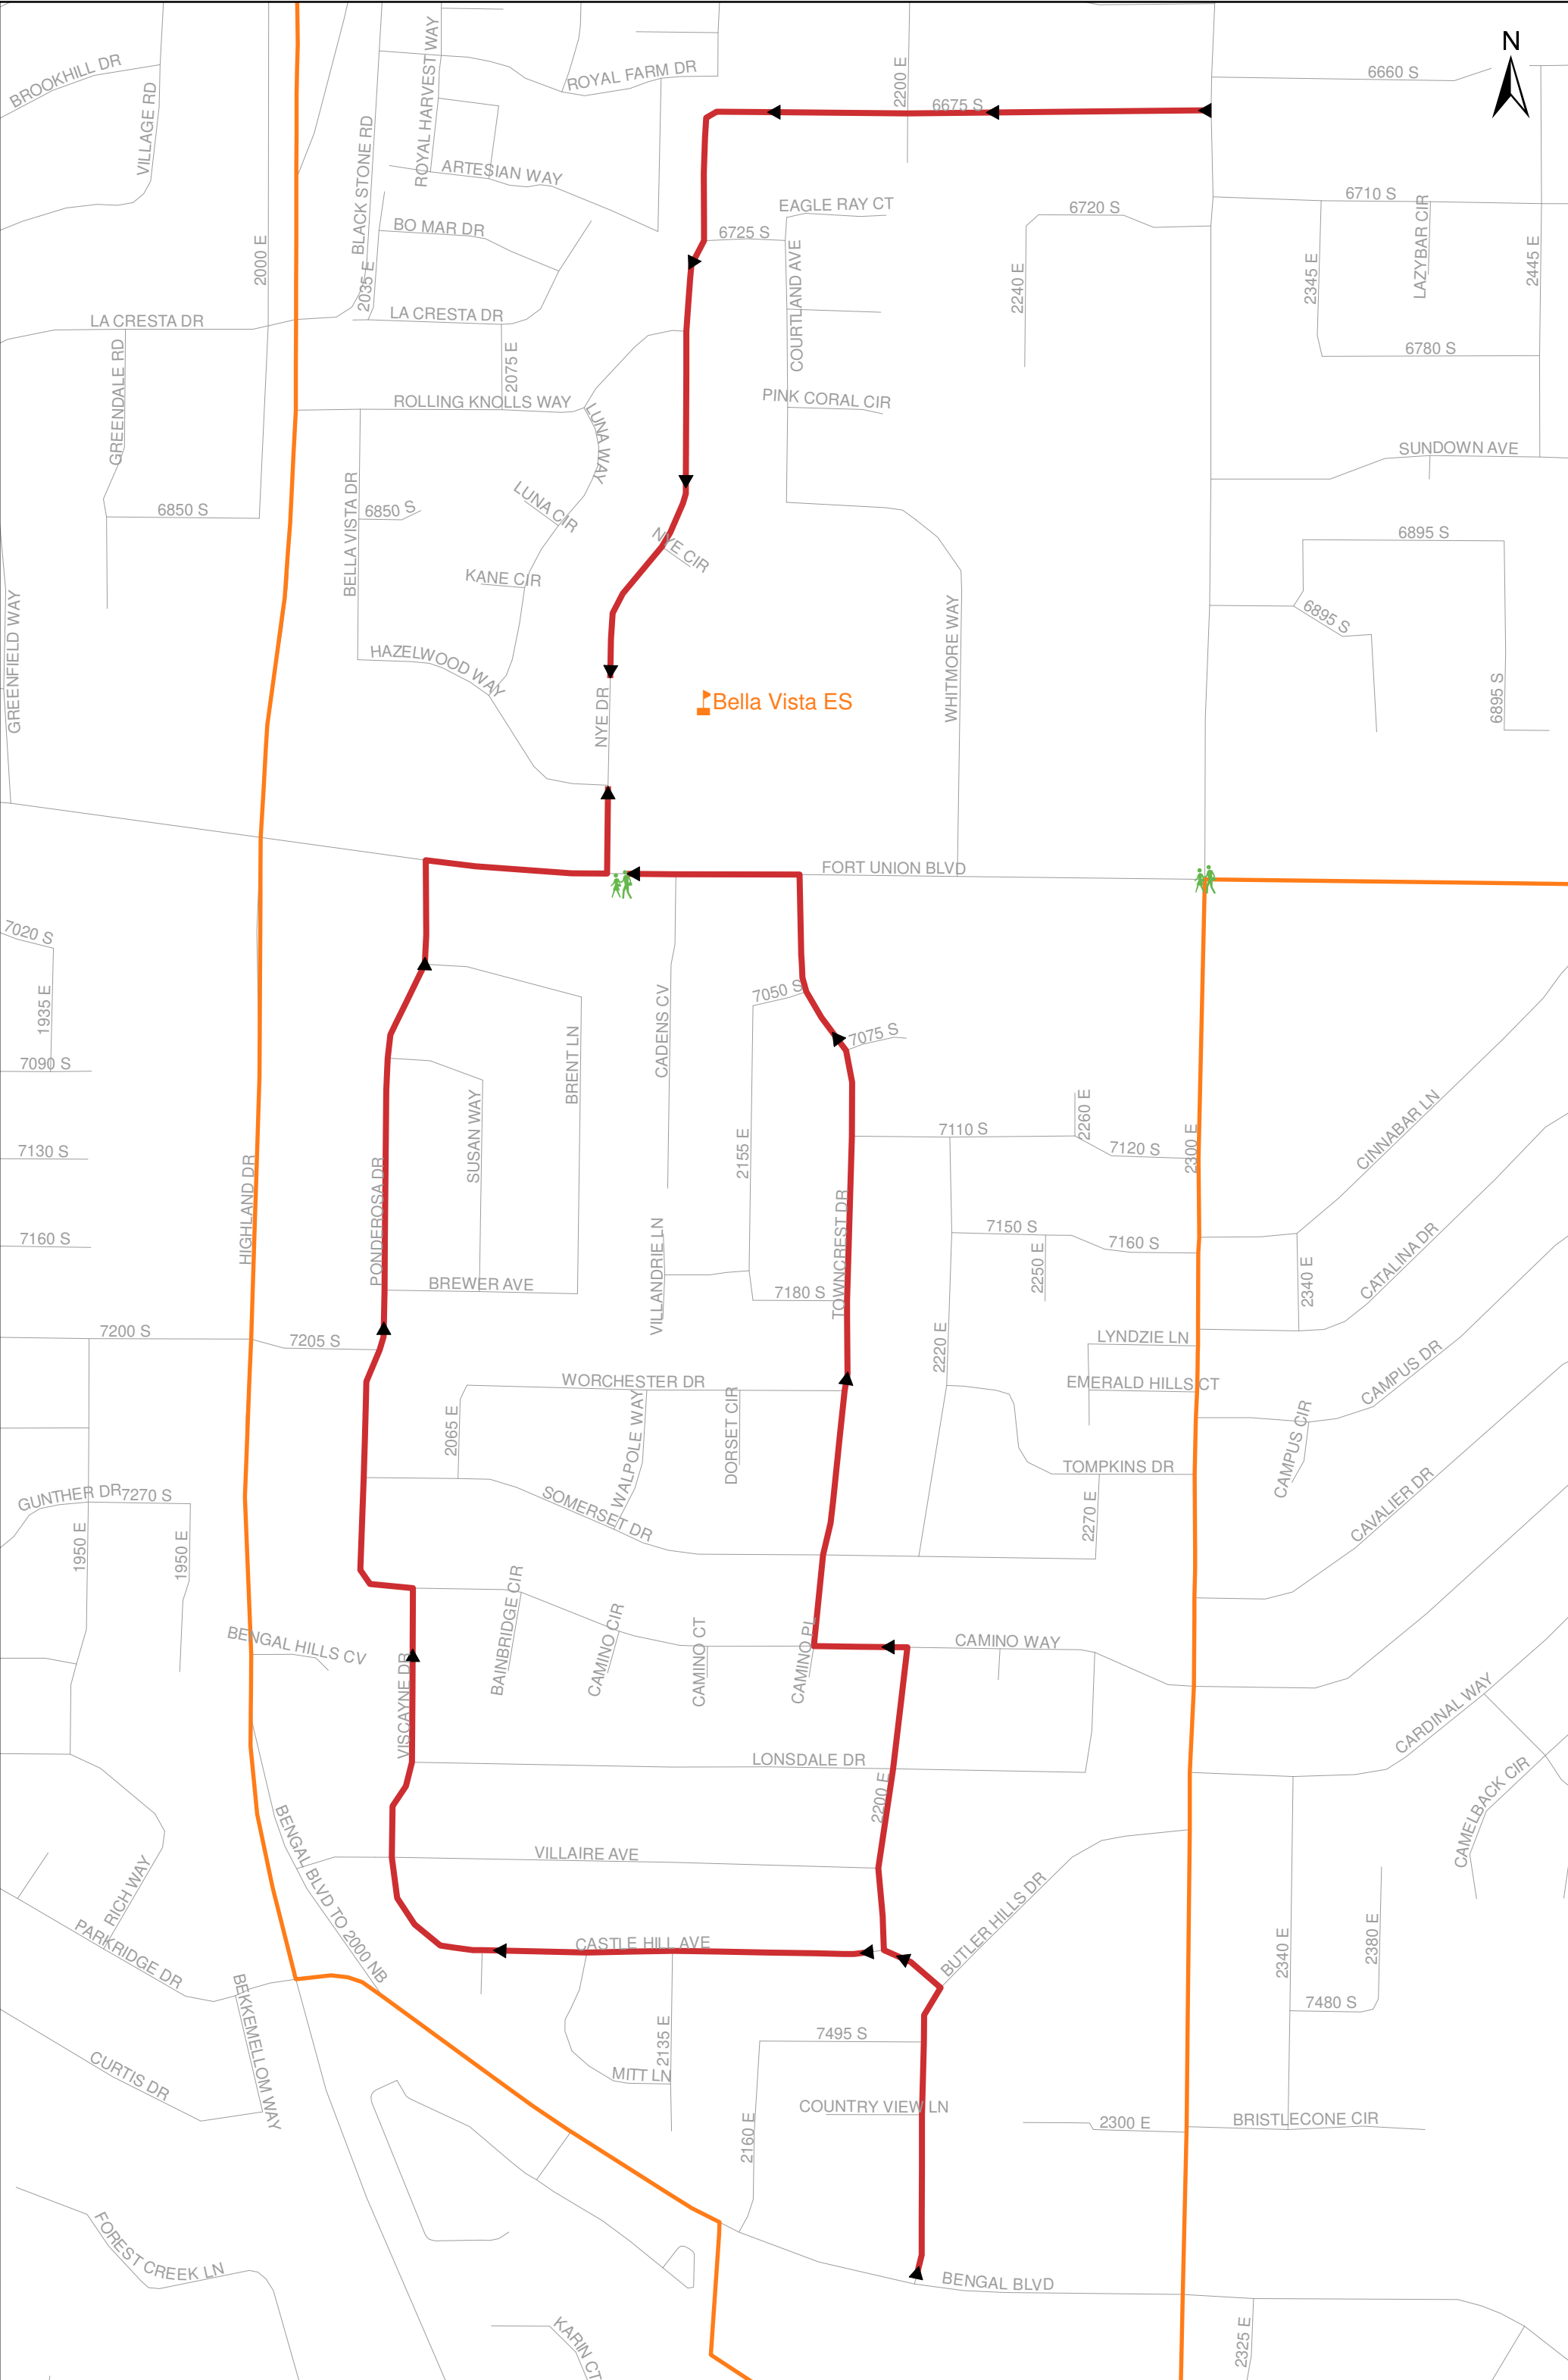 N
BROOKHILL DR
VILLAGE RD
ROYAL HARVEST WAY
ROYAL FARM DR
2200 E
6660 S
6675 S
BLACK STONE RD
ARTESIAN WAY
EAGLE RAY CT
6710 S
6720 S
LAZYBAR CIR
BO MAR DR
6725 S
2000 E
2035 E
COURTLAND AVE
2240 E
2345 E
2445 E
LA CRESTA DR
LA CRESTA DR
GREENDALE RD
2075 E
6780 S
ROLLING KNOLLS WAY
PINK CORAL CIR
LUNA WAY
SUNDOWN AVE
BELLA VISTA DR
LUNA CIR
6850 S
6850 S
NYE CIR
6895 S
KANE CIR
6895 S
GREENFIELD WAY
WHITMORE WAY
HAZELWOOD WAY
6895 S
NYE DR
Bella Vista ES
FORT UNION BLVD
7020 S
1935 E
7050 S
CADENS CV
7075 S
7090 S
BRENT LN
SUSAN WAY
2260 E
CINNABAR LN
7110 S
7130 S
2155 E
7120 S
2300 E
HIGHLAND DR
PONDEROSA DR
TOWNCREST DR
7160 S
VILLANDRIE LN
7150 S
7160 S
2250 E
CATALINA DR
2340 E
BREWER AVE
7180 S
7200 S
7205 S
2220 E
LYNDZIE LN
CAMPUS DR
WORCHESTER DR
EMERALD HILLS CT
2065 E
WALPOLE WAY
DORSET CIR
CAMPUS CIR
TOMPKINS DR
GUNTHER DR
7270 S
SOMERSET DR
2270 E
CAVALIER DR
1950 E
1950 E
BENGAL HILLS CV
BAINBRIDGE CIR
CAMINO CIR
CAMINO CT
CAMINO PL
CAMINO WAY
VISCAYNE DR
CARDINAL WAY
LONSDALE DR
2200 E
CAMELBACK CIR
BENGAL BLVD TO 2000 NB
VILLAIRE AVE
RICH WAY
BUTLER HILLS DR
PARKRIDGE DR
CASTLE HILL AVE
2340 E
2380 E
BEKKEMELLOM WAY
7480 S
CURTIS DR
2135 E
7495 S
MITT LN
COUNTRY VIEW LN
2160 E
2300 E
BRISTLECONE CIR
FOREST CREEK LN
BENGAL BLVD
KARIN CT
2325 E